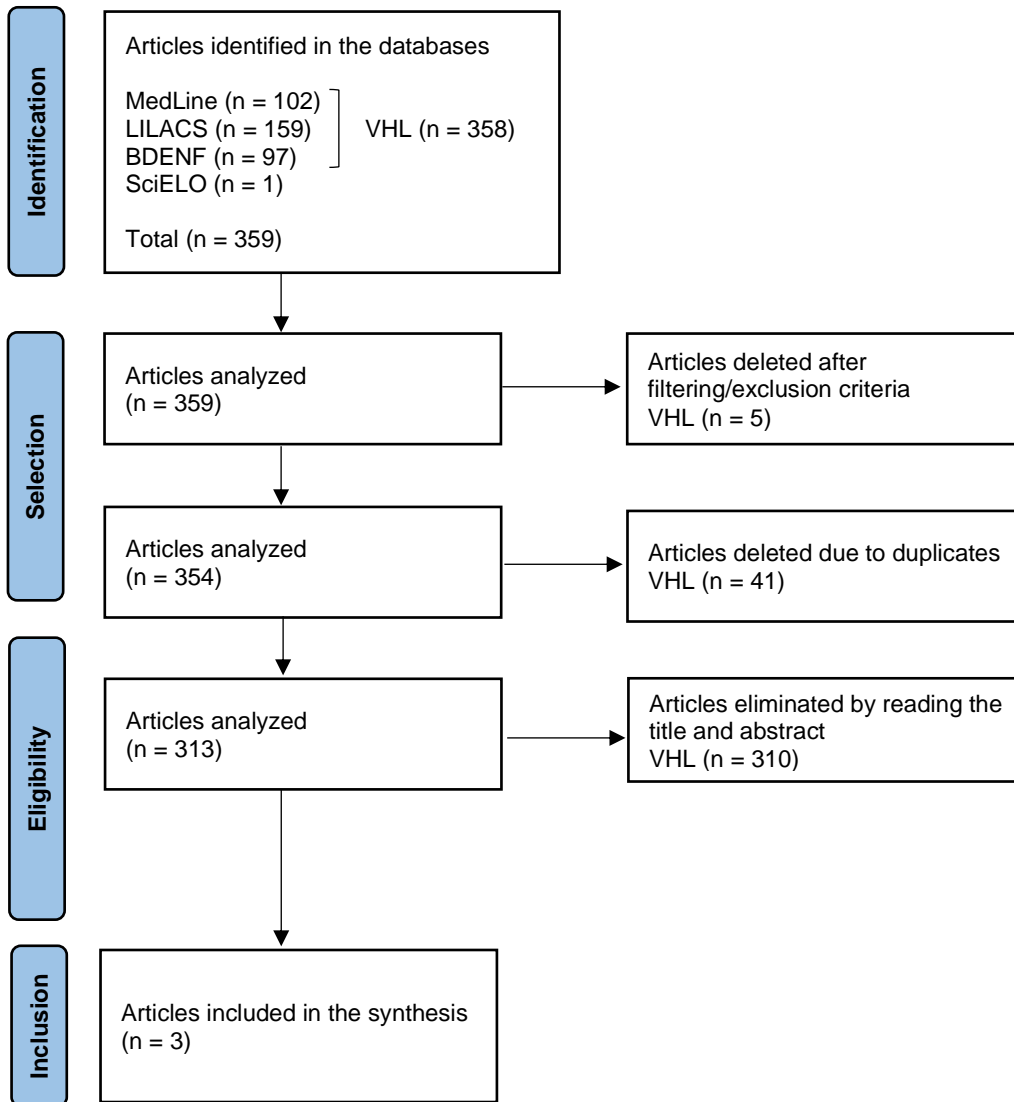 Identification
Articles identified in the databases
MedLine (n = 102)
LILACS (n = 159)
VHL (n = 358)
BDENF (n = 97)
SciELO (n = 1)
Total (n = 359)
Selection
Articles analyzed
(n = 359)
Articles deleted after
filtering/exclusion criteria
VHL (n = 5)
Articles analyzed
(n = 354)
Articles deleted due to duplicates
VHL (n = 41)
Eligibility
Articles analyzed
(n = 313)
Articles eliminated by reading the
title and abstract
VHL (n = 310)
Inclusion
Articles included in the synthesis
(n = 3)